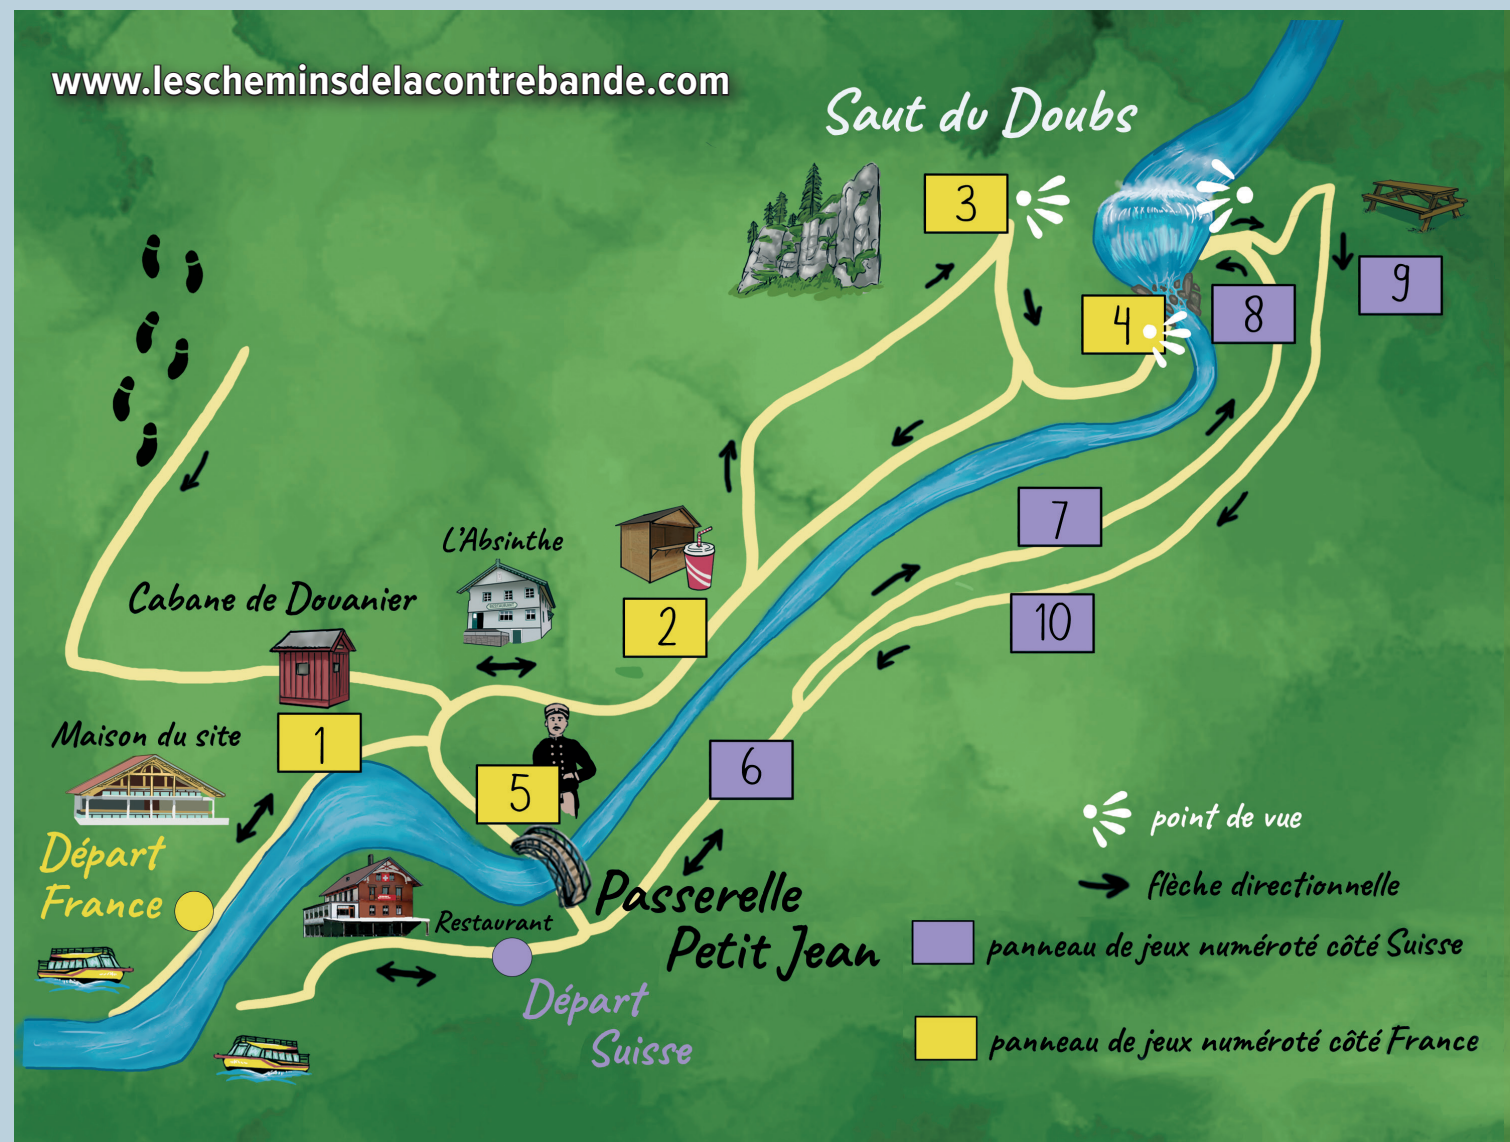 www.lescheminsdelacontrebande.com
Saut du Doubs
3
9
8
4
7
L'Absinthe
Cabane de Douanier
2
10
Maison du site
1
6
5
point de vue
Départ
France
flèche directionnelle
Passerelle
Petit Jean
Restaurant
panneau de jeux numéroté côté Suisse
Départ
Suisse
panneau de jeux numéroté côté France